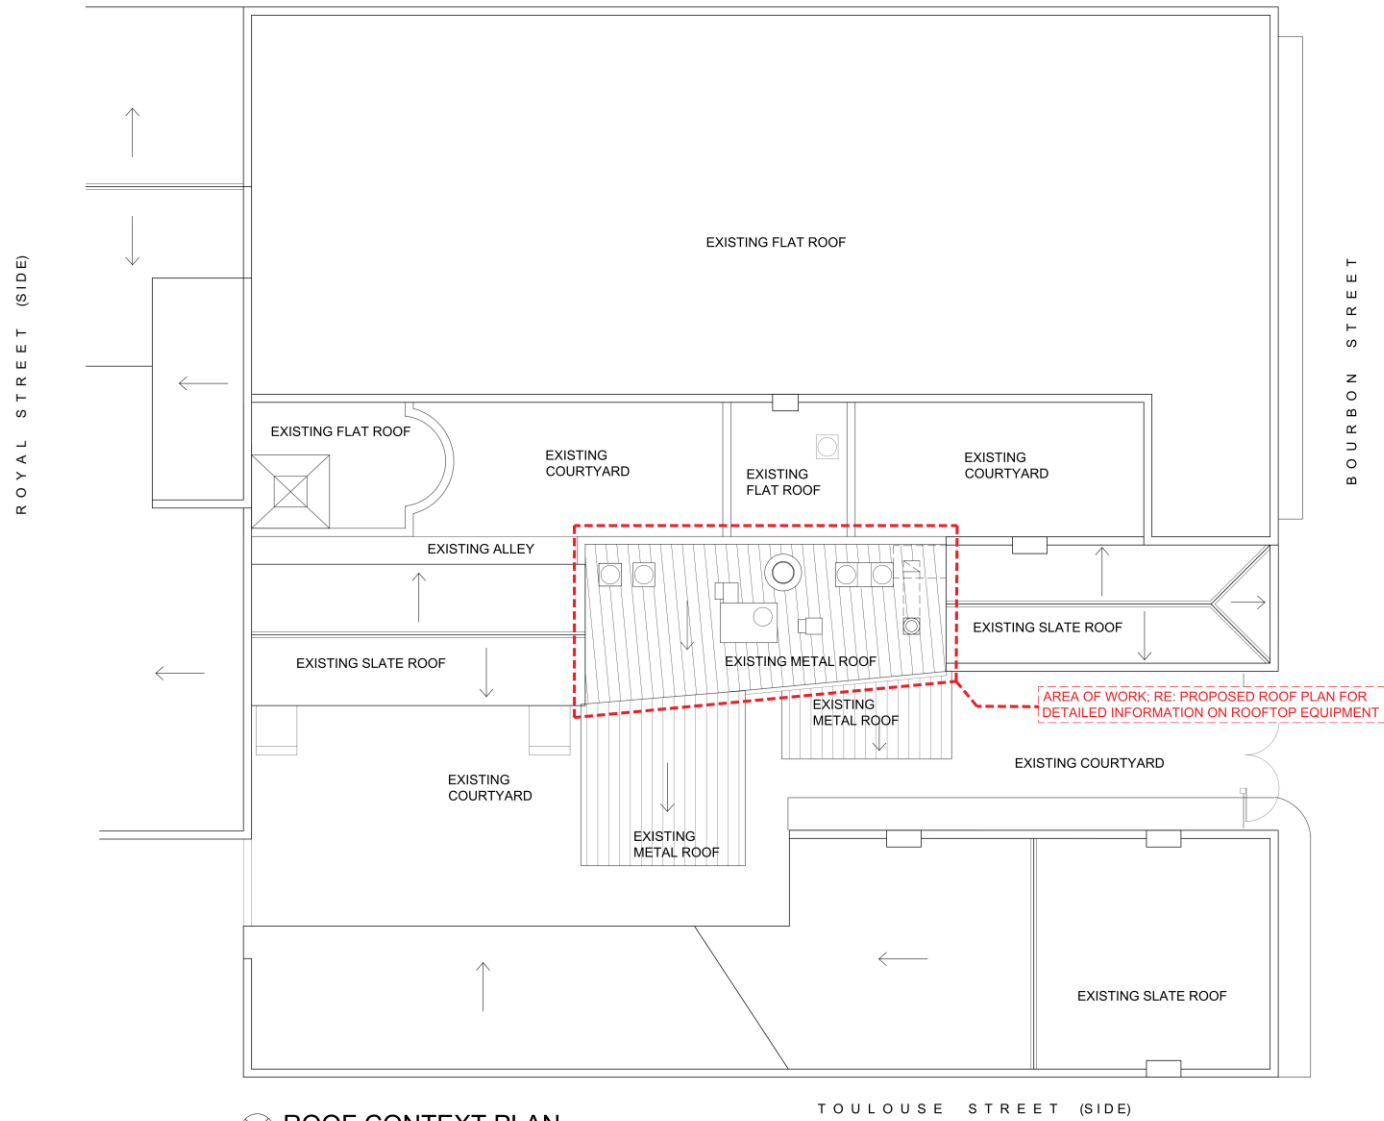 EXISTING FLAT ROOF
ROYAL STREET (SIDE)
BOURBON STREET
EXISTING FLAT ROOF
EXISTING
COURTYARD
EXISTING
FLAT ROOF
EXISTING
COURTYARD
EXISTING ALLEY
EXISTING SLATE ROOF
EXISTING SLATE ROOF
EXISTING METAL ROOF
EXISTING
METAL ROOF
AREA OF WORK; RE: PROPOSED ROOF PLAN FOR
DETAILED INFORMATION ON ROOFTOP EQUIPMENT
EXISTING COURTYARD
EXISTING
COURTYARD
EXISTING
METAL ROOF
EXISTING SLATE ROOF
TOULOUSE STREET (SIDE)
ROOF CONTEXT PLAN